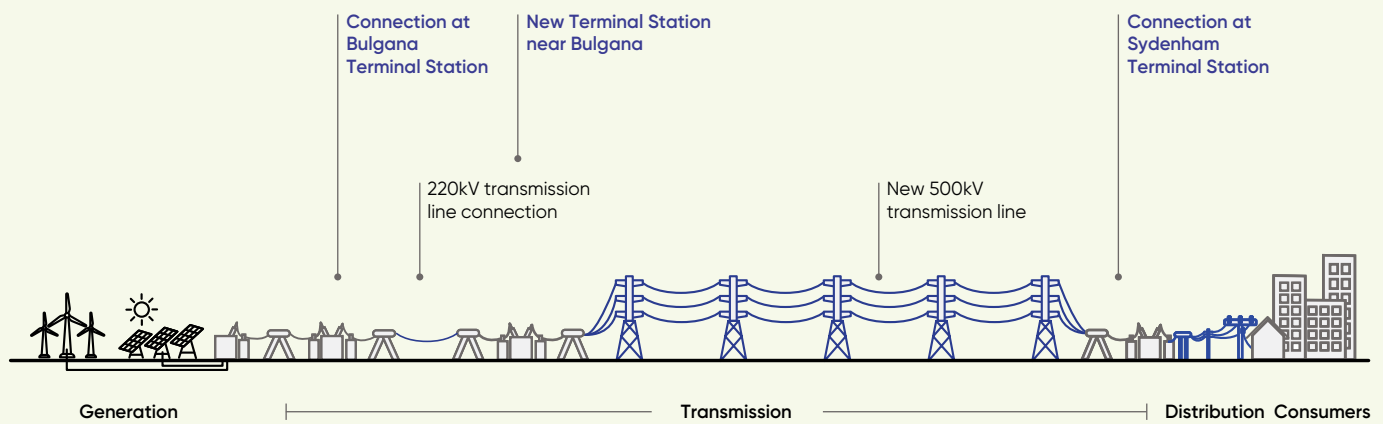 Connection at
Bulgana
Terminal Station
New Terminal Station
near Bulgana
Connection at
Sydenham
Terminal Station
220kV transmission
line connection
New 500kV
transmission line
Generation
Transmission
Distribution
Consumers